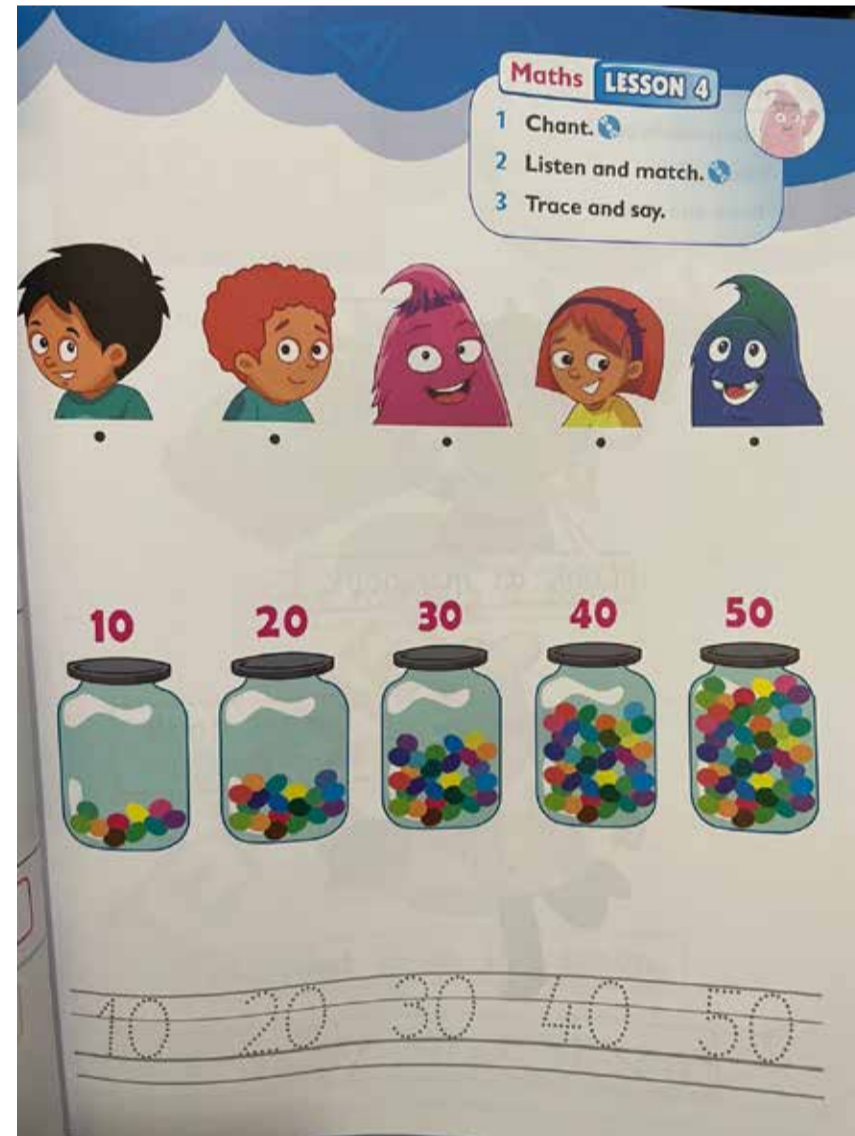 Maths LESSON 4
1 Chant.
2 Listen and match.
3 Trace and say.
10 20 30 40 50
10 20 30 40 50